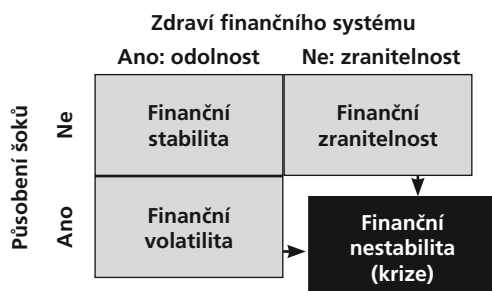 Zdraví finančního systému
Ano: odolnost
Ne: zranitelnost
Působení šoků
Ne
Finanční
stabilita
Finanční
zranitelnost
Ano
Finanční
volatilita
Finanční
nestabilita
(krize)